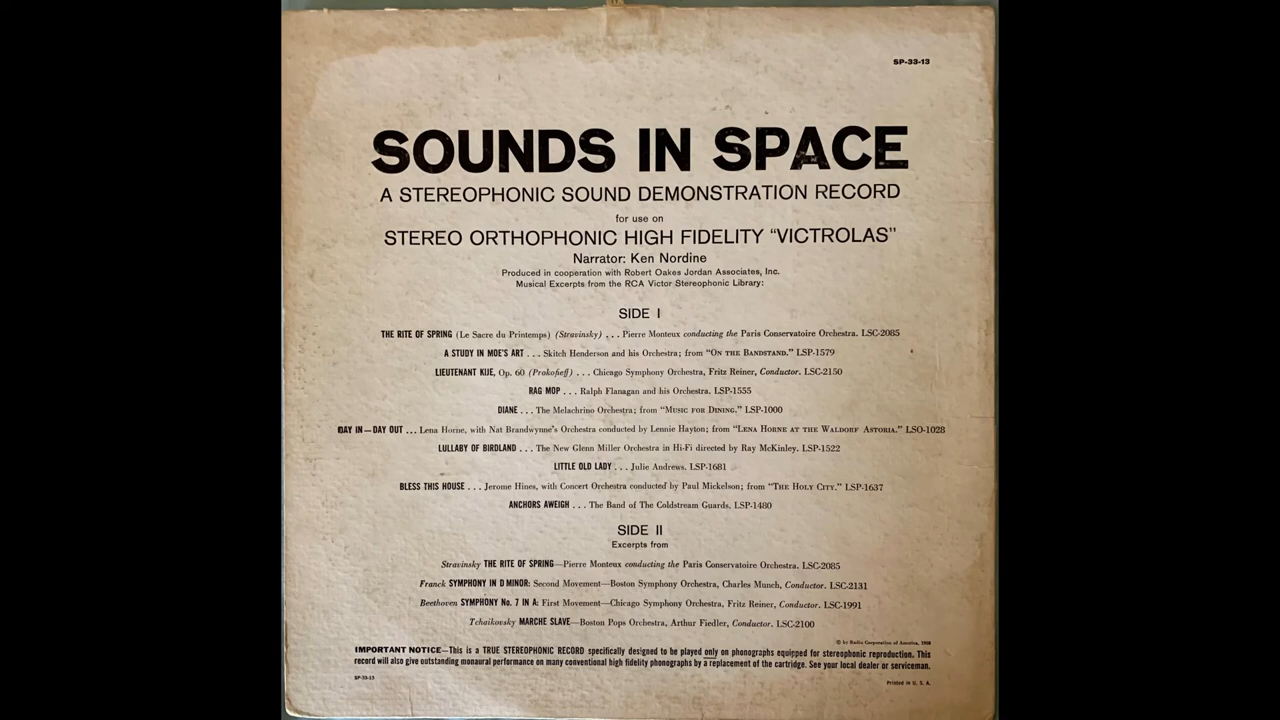 SP-33-13
SOUNDS IN SPACE
A STEREOPHONIC SOUND DEMONSTRATION RECORD
for use on
STEREO ORTHOPHONIC HIGH FIDELITY “VICTROLAS”
Narrator: Ken Nordine
Produced in cooperation with Robert Oakes Jordan Associates, Inc.
Musical Excerpts from the RCA Victor Stereophonic Library:
SIDE I
THE RITE OF SPRING (Le Sacre du Printemps) (Stravinsky) . . . Pierre Monteux conducting the Paris Conservatoire Orchestra. LSC-2085
A STUDY IN MOE'S ART . . . Skitch Henderson and his Orchestra; from “ON THE BANDSTAND.” LSP-1579
LIEUTENANT KIJE, Op. 60 (Prokofieff) . . . Chicago Symphony Orchestra, Fritz Reiner, Conductor. LSC-2150
RAG MOP . . . Ralph Flanagan and his Orchestra. LSP-1555
DIANE . . . The Melachrino Orchestra; from “MUSIC FOR DINING.” LSP-1000
DAY IN—DAY OUT . . . Lena Horne, with Nat Brandwynne's Orchestra conducted by Lennie Hayton; from “LENA HORNE AT THE WALDORF ASTORIA.” LSO-1028
LULLABY OF BIRDLAND . . . The New Glenn Miller Orchestra in Hi-Fi directed by Ray McKinley. LSP-1522
LITTLE OLD LADY . . . Julie Andrews. LSP-1681
BLESS THIS HOUSE . . . Jerome Hines, with Concert Orchestra conducted by Paul Mickelson; from “THE HOLY CITY.” LSP-1637
ANCHORS AWEIGH . . . The Band of The Coldstream Guards. LSP-1480
SIDE II
Excerpts from
Stravinsky THE RITE OF SPRING—Pierre Monteux conducting the Paris Conservatoire Orchestra. LSC-2085
Franck SYMPHONY IN D MINOR: Second Movement—Boston Symphony Orchestra, Charles Munch, Conductor. LSC-2131
Beethoven SYMPHONY No. 7 IN A: First Movement—Chicago Symphony Orchestra, Fritz Reiner, Conductor. LSC-1991
Tchaikovsky MARCHE SLAVE—Boston Pops Orchestra, Arthur Fiedler, Conductor. LSC-2100
© by Radio Corporation of America, 1958
IMPORTANT NOTICE—This is a TRUE STEREOPHONIC RECORD specifically designed to be played only on phonographs equipped for stereophonic reproduction. This
record will also give outstanding monaural performance on many conventional high fidelity phonographs by a replacement of the cartridge. See your local dealer or serviceman.
SP-33-13
Printed in U. S. A.